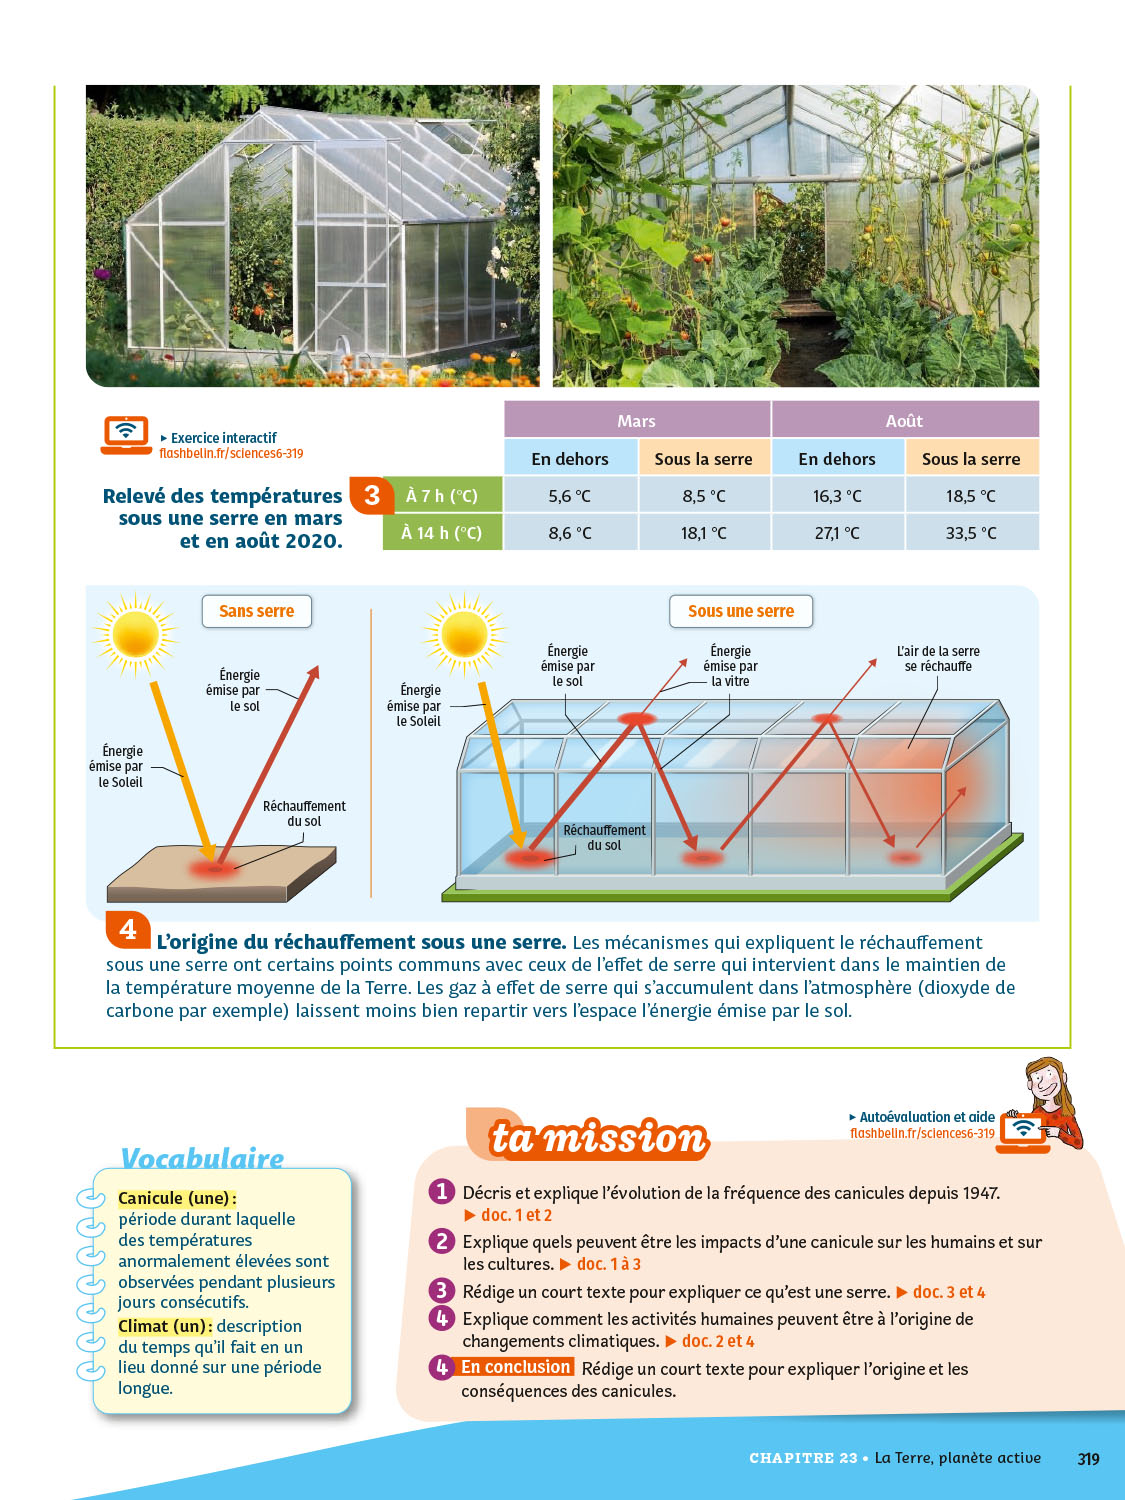 ▸ Exercice interactif
flashbelin.fr/sciences6-319
Relevé des températures
sous une serre en mars
et en août 2020.
3
Mars Août
En dehors Sous la serre En dehors Sous la serre
À 7 h (°C) 5,6 °C 8,5 °C 16,3 °C 18,5 °C
À 14 h (°C) 8,6 °C 18,1 °C 27,1 °C 33,5 °C
Sans serre
Énergie
émise par
le sol
Énergie
émise par
le Soleil
Réchauffement
du sol
Sous une serre
Énergie
émise par
le Soleil
Énergie
émise par
le sol
Énergie
émise par
la vitre
L'air de la serre
se réchauffe
Réchauffement
du sol
4 L'origine du réchauffement sous une serre. Les mécanismes qui expliquent le réchauffement
sous une serre ont certains points communs avec ceux de l'effet de serre qui intervient dans le maintien de
la température moyenne de la Terre. Les gaz à effet de serre qui s'accumulent dans l'atmosphère (dioxyde de
carbone par exemple) laissent moins bien repartir vers l'espace l'énergie émise par le sol.
Vocabulaire
Canicule (une) :
période durant laquelle
des températures
anormalement élevées sont
observées pendant plusieurs
jours consécutifs.
Climat (un) : description
du temps qu'il fait en un
lieu donné sur une période
longue.
ta mission
▸ Autoévaluation et aide
flashbelin.fr/sciences6-319
1 Décris et explique l'évolution de la fréquence des canicules depuis 1947.
▶ doc. 1 et 2
2 Explique quels peuvent être les impacts d'une canicule sur les humains et sur
les cultures. ▶ doc. 1 à 3
3 Rédige un court texte pour expliquer ce qu'est une serre. ▶ doc. 3 et 4
4 Explique comment les activités humaines peuvent être à l'origine de
changements climatiques. ▶ doc. 2 et 4
4 En conclusion Rédige un court texte pour expliquer l'origine et les
conséquences des canicules.
CHAPITRE 23 • La Terre, planète active 319